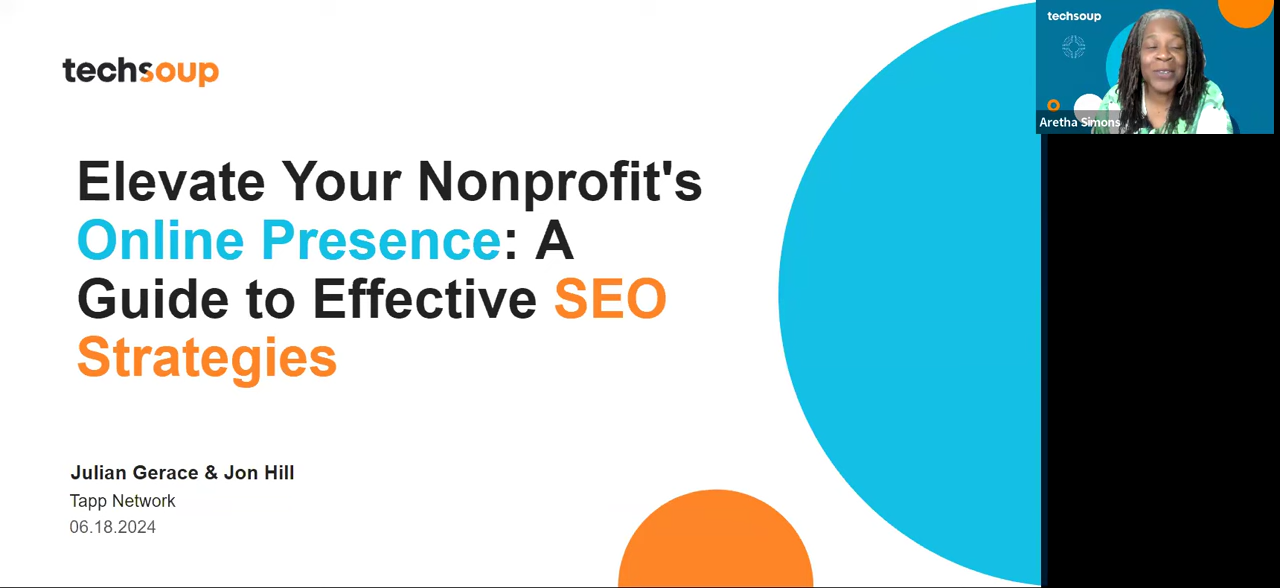 techsoup
Elevate Your Nonprofit's
Online Presence: A
Guide to Effective SEO
Strategies
Julian Gerace & Jon Hill
Tapp Network
06.18.2024
techsoup
Aretha Simons